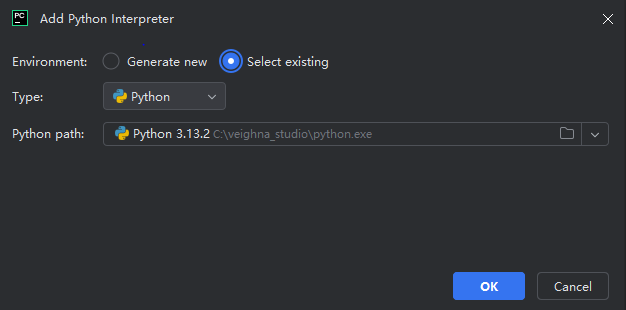 PC Add Python Interpreter
Environment: Generate new Select existing
Type: Python
Python path: Python 3.13.2 C:\veighna_studio\python.exe
OK Cancel